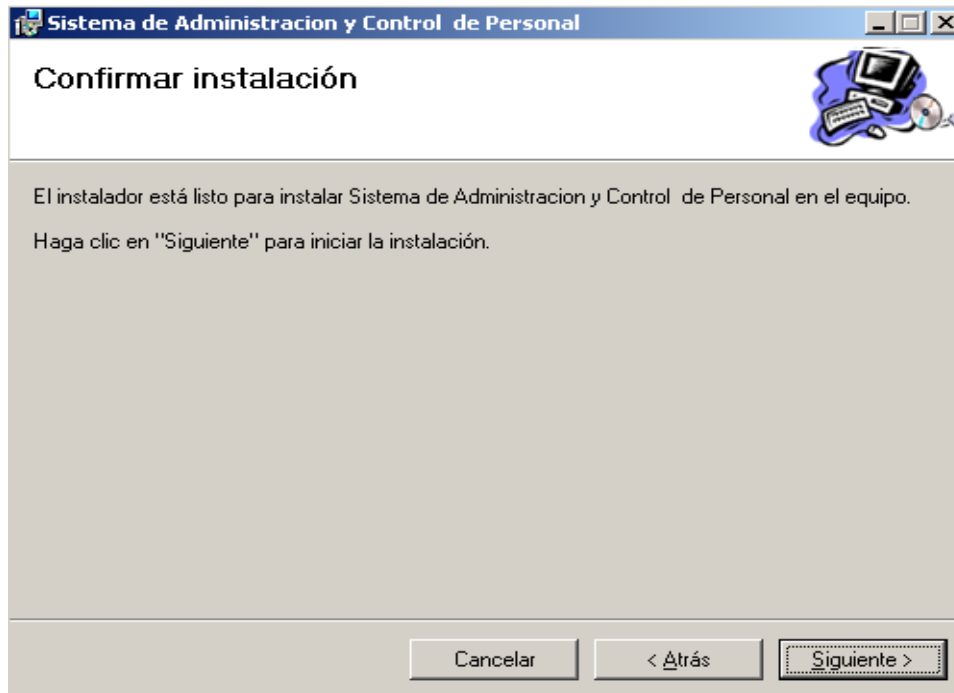 Sistema de Administracion y Control  de Personal
Confirmar instalación
El instalador está listo para instalar Sistema de Administracion y Control  de Personal en el equipo.
Haga clic en "Siguiente" para iniciar la instalación.
Cancelar
< Atrás
Siguiente >